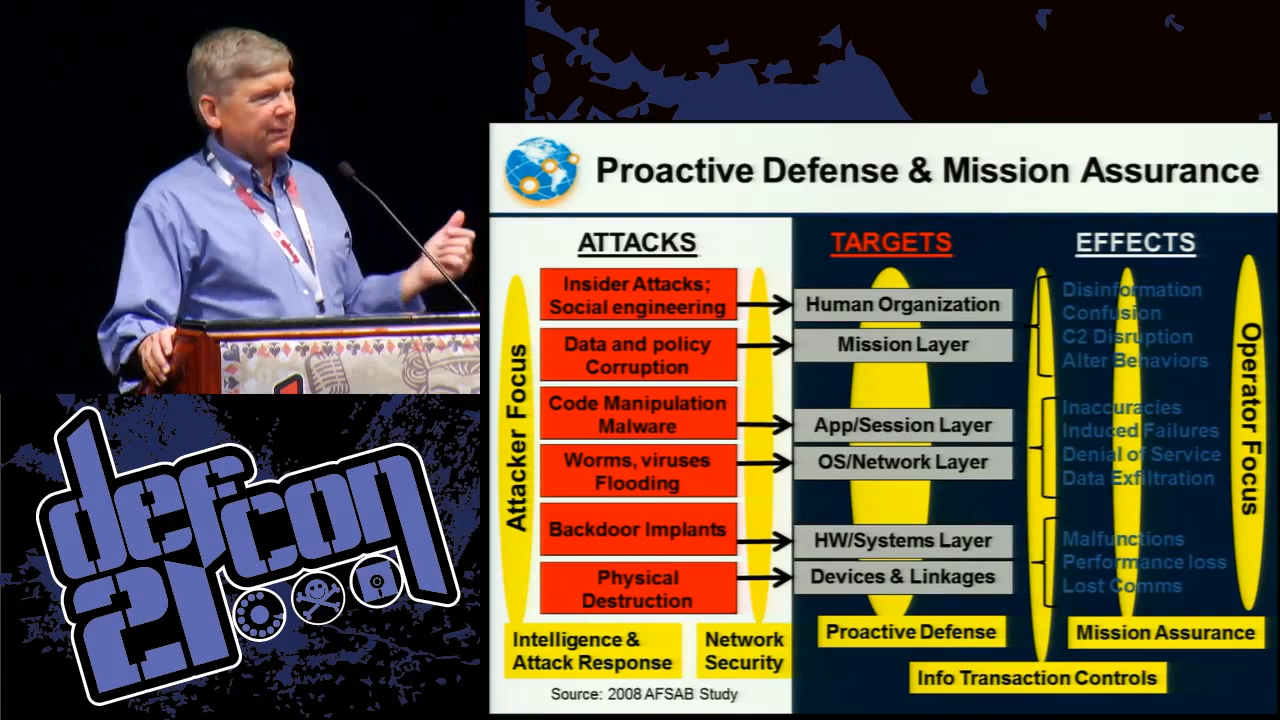 Proactive Defense & Mission Assurance
ATTACKS
TARGETS
EFFECTS
Attacker Focus
Insider Attacks;
Social engineering
Data and policy
Corruption
Code Manipulation
Malware
Worms, viruses
Flooding
Backdoor Implants
Physical
Destruction
Human Organization
Mission Layer
App/Session Layer
OS/Network Layer
HW/Systems Layer
Devices & Linkages
Disinformation
Confusion
C2 Disruption
Alter Behaviors
Inaccuracies
Induced Failures
Denial of Service
Data Exfiltration
Malfunctions
Performance loss
Lost Comms
Operator Focus
Intelligence &
Attack Response
Network
Security
Proactive Defense
Mission Assurance
Info Transaction Controls
Source: 2008 AFSAB Study
defcon
21